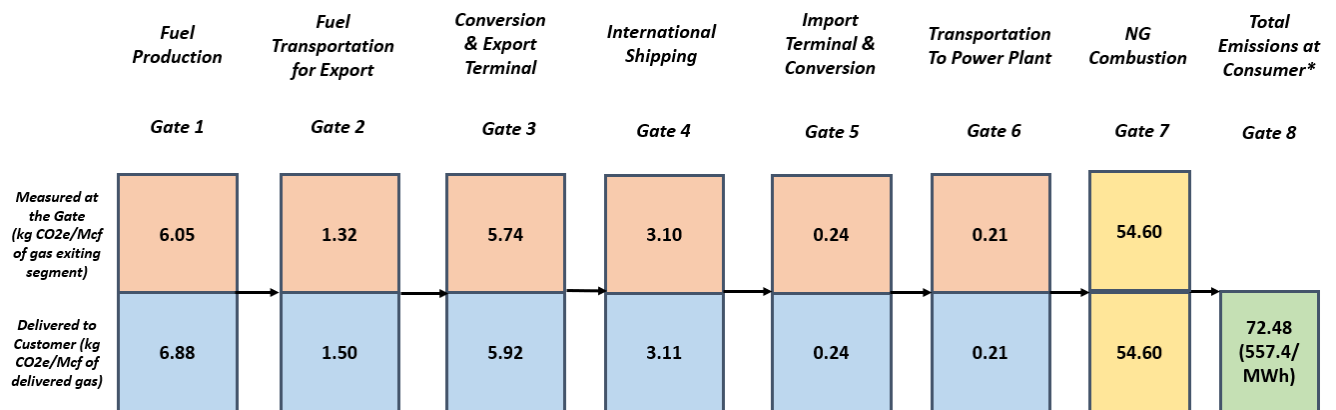 Fuel
Production
Fuel
Transportation
for Export
Conversion
& Export
Terminal
International
Shipping
Import
Terminal &
Conversion
Transportation
To Power Plant
NG
Combustion
Total
Emissions at
Consumer*
Gate 1
Gate 2
Gate 3
Gate 4
Gate 5
Gate 6
Gate 7
Gate 8
Measured at
the Gate
(kg CO2e/Mcf
of gas exiting
segment)
6.05
1.32
5.74
3.10
0.24
0.21
54.60
Delivered to
Customer (kg
CO2e/Mcf of
delivered gas)
6.88
1.50
5.92
3.11
0.24
0.21
54.60
72.48
(557.4/
MWh)